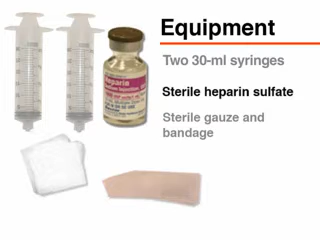 Equipment
Two 30-ml syringes
Sterile heparin sulfate
Sterile gauze and
bandage
Heparin